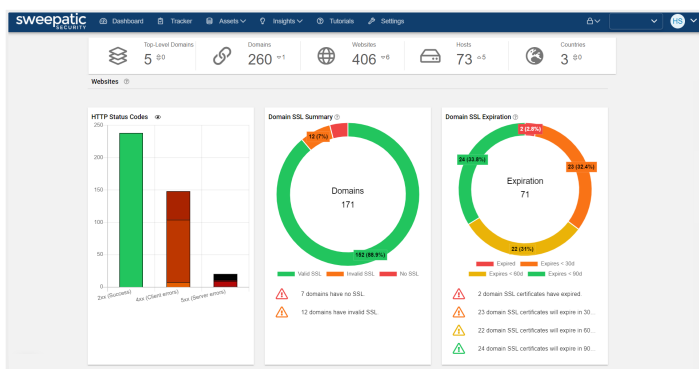 sweepatic Dashboard Tracker Assets Insights Tutorials Settings HS
SECURITY
Top-Level Domains Domains Websites Hosts Countries
5 0 260 1 406 6 73 5 3 0
Websites
HTTP Status Codes
250
200
150
100
50
0
2xx (Success) 4xx (Client errors) 5xx (Server errors)
Domain SSL Summary
12 (7%)
Domains
171
152 (88.9%)
Valid SSL Invalid SSL No SSL
7 domains have no SSL.
12 domains have invalid SSL.
Domain SSL Expiration
2 (2.8%)
24 (33.8%)
23 (32.4%)
Expiration
71
22 (31%)
Expired Expires < 30d
Expires < 60d Expires < 90d
2 domain SSL certificates have expired.
23 domain SSL certificates will expire in 30...
22 domain SSL certificates will expire in 60...
24 domain SSL certificates will expire in 90...